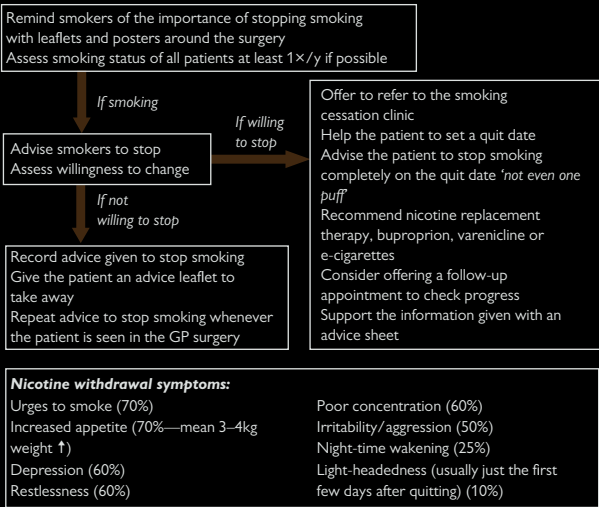 Remind smokers of the importance of stopping smoking
with leaflets and posters around the surgery
Assess smoking status of all patients at least 1×/y if possible
If smoking
Advise smokers to stop
Assess willingness to change
If willing
to stop
Offer to refer to the smoking
cessation clinic
Help the patient to set a quit date
Advise the patient to stop smoking
completely on the quit date ‘not even one
puff’
Recommend nicotine replacement
therapy, buproprion, varenicline or
e-cigarettes
Consider offering a follow-up
appointment to check progress
Support the information given with an
advice sheet
If not
willing to stop
Record advice given to stop smoking
Give the patient an advice leaflet to
take away
Repeat advice to stop smoking whenever
the patient is seen in the GP surgery
Nicotine withdrawal symptoms:
Urges to smoke (70%)
Increased appetite (70%—mean 3–4kg
weight ↑)
Depression (60%)
Restlessness (60%)
Poor concentration (60%)
Irritability/aggression (50%)
Night-time wakening (25%)
Light-headedness (usually just the first
few days after quitting) (10%)